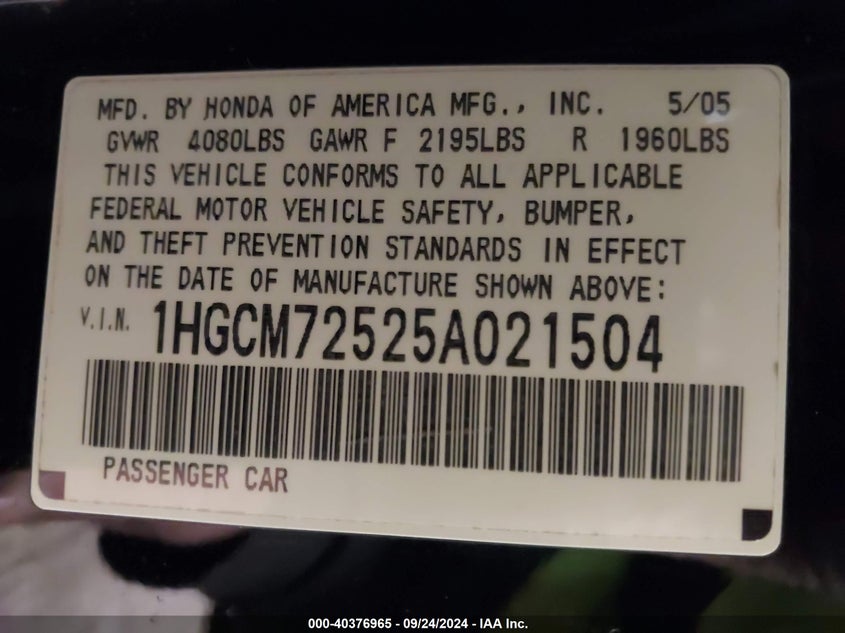 MFD. BY HONDA OF AMERICA MFG., INC. 5/05
GVWR 4080LBS GAWR F 2195LBS R 1960LBS
THIS VEHICLE CONFORMS TO ALL APPLICABLE
FEDERAL MOTOR VEHICLE SAFETY, BUMPER,
AND THEFT PREVENTION STANDARDS IN EFFECT
ON THE DATE OF MANUFACTURE SHOWN ABOVE:
V.I.N. 1HGCM72525A021504
PASSENGER CAR
000-40376965 - 09/24/2024 - IAA Inc.